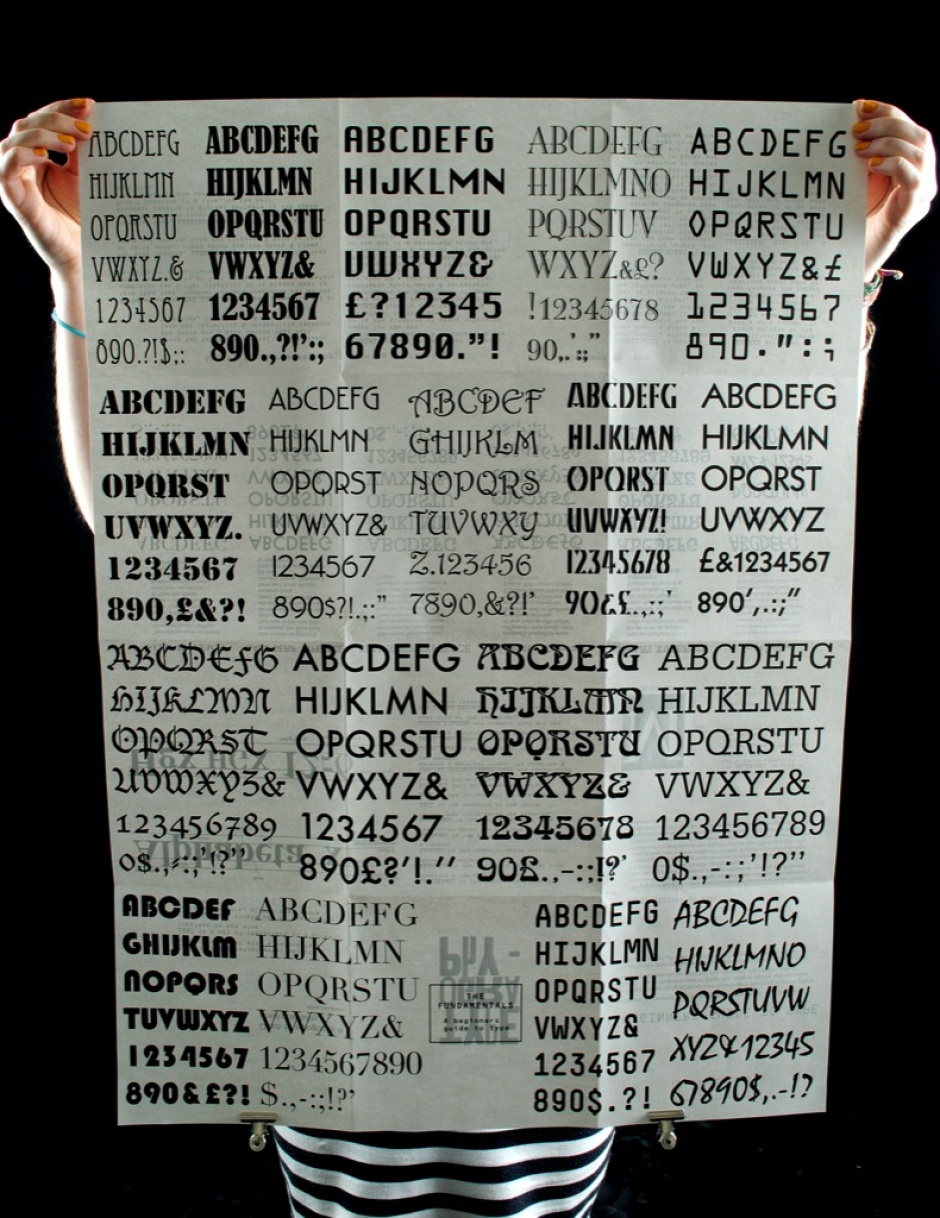 ABCDEFG
HIJKLMN
OPQRSTU
VWXYZ.&
1234567
890.?!$;:
ABCDEFG
HIJKLMN
OPQRSTU
VWXYZ&
1234567
890.,?!':;
ABCDEFG
HIJKLMN
OPQRSTU
VWXYZ&
£?12345
67890."!
ABCDEFG
HIJKLMNO
PQRSTUV
WXYZ&£?
!12345678
90,.':;"
ABCDEFG
HIJKLMN
OPQRSTU
VWXYZ&£
1234567
890.":;
ABCDEFG
HIJKLMN
OPQRST
UVWXYZ.
1234567
890,£&?!
ABCDEFG
HIJKLMN
OPQRST
UVWXYZ&
1234567
890$?!.,:;"
ABCDEF
GHIJKLM
NOPQRS
TUVWXY
Z.123456
7890,&?!'
ABCDEFG
HIJKLMN
OPQRST
UVWXYZ!
12345678
90&£.,:;'
ABCDEFG
HIJKLMN
OPQRST
UVWXYZ
£&1234567
890',.:;"
ABCDEFG
HIJKLMN
OPQRST
UVWXYZ&
123456789
0$.,-:;'!?"
ABCDEFG
HIJKLMN
OPQRSTU
VWXYZ&
1234567
890£?'!."
ABCDEFG
HIJKLMN
OPQRSTU
VWXYZ&
12345678
90£.,-:;!?'
ABCDEFG
HIJKLMN
OPQRSTU
VWXYZ&
123456789
0$.,-:;'!?"
ABCDEF
GHIJKLM
NOPQRS
TUVWXYZ
1234567
890&£?!
ABCDEFG
HIJKLMN
OPQRSTU
VWXYZ&
1234567890
$.,-:;!?'
THE
FUNDAMENTALS
A beginners
guide to Type
ABCDEFG
HIJKLMN
OPQRSTU
VWXYZ&
1234567
890$.?!
ABCDEFG
HIJKLMNO
PQRSTUVW
XYZ&12345
67890$,.-!?